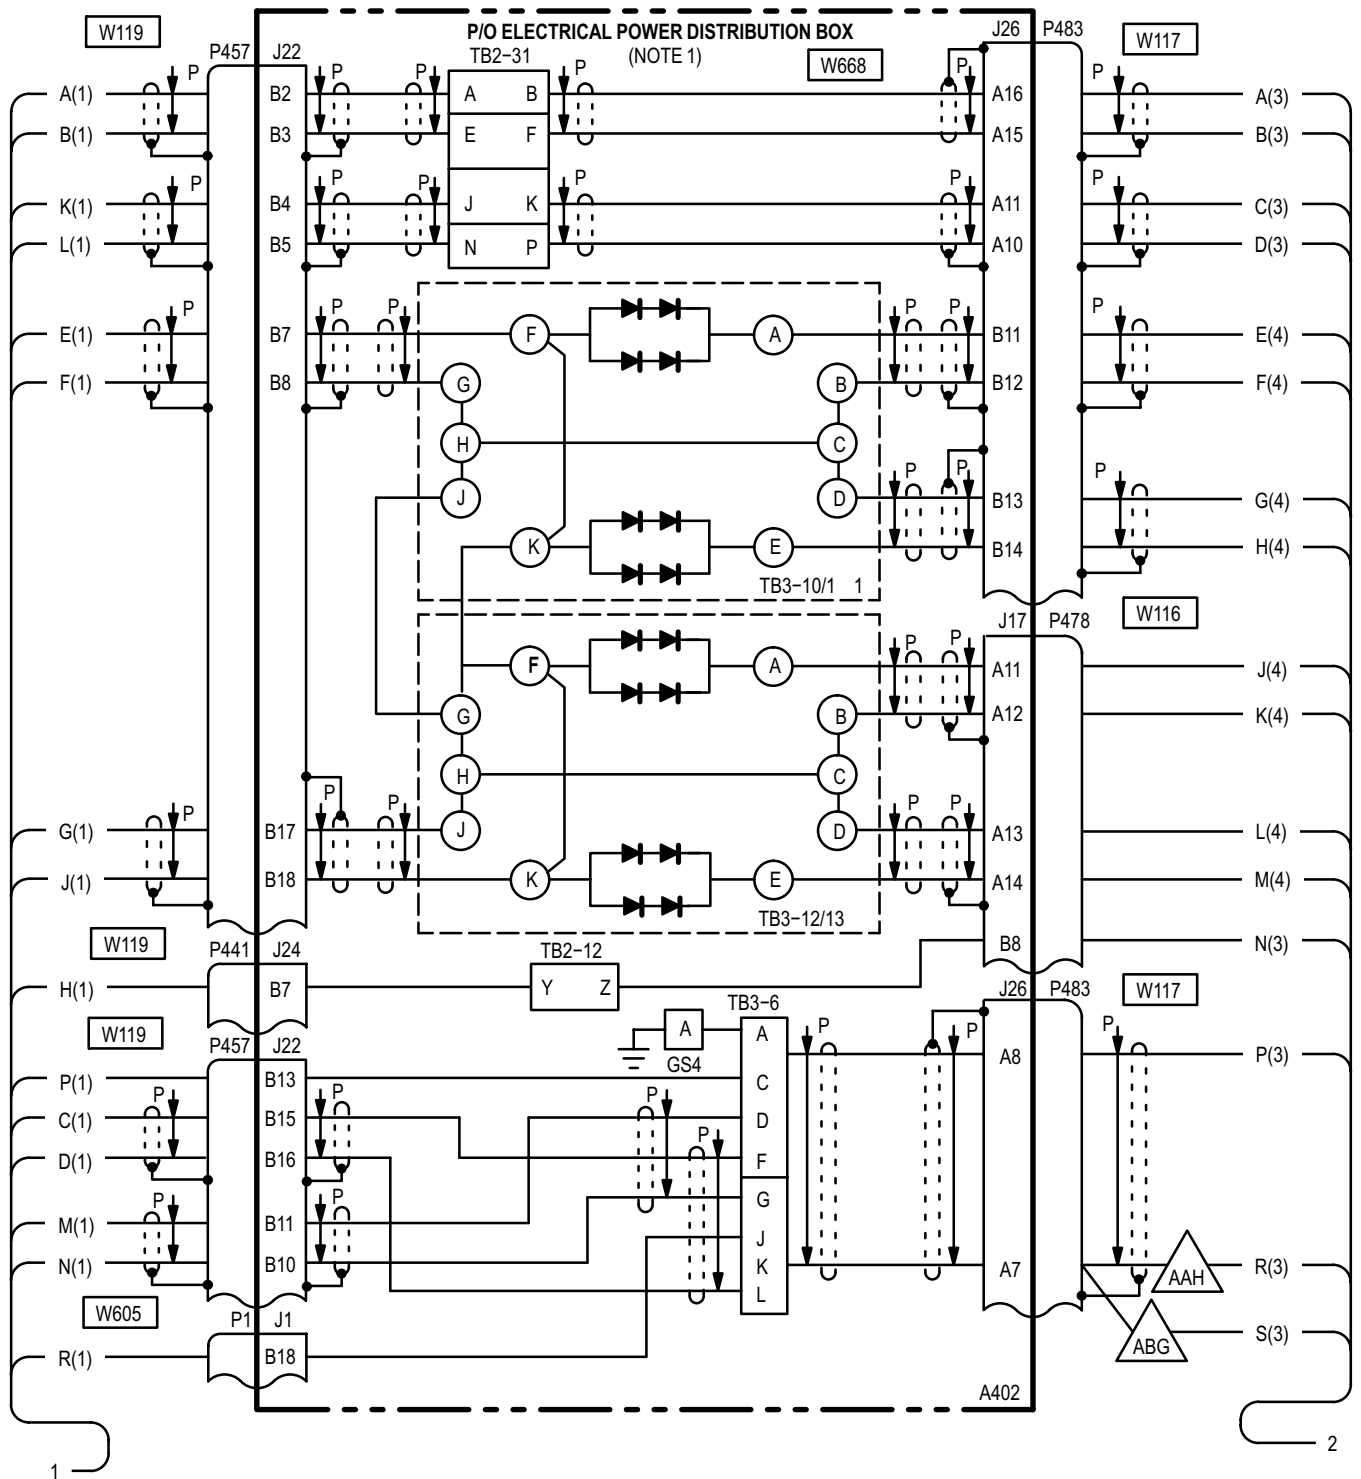 P/O ELECTRICAL POWER DISTRIBUTION BOX
(NOTE 1)
W119
P457 J22
TB2−31
W668
J26 P483
W117
P P P P P P
A(1) B2 A B A16 A(3)
B(1) B3 E F A15 B(3)
P P P P P P
K(1) B4 J K A11 C(3)
L(1) B5 N P A10 D(3)
P P P P P P
E(1) B7 F A B11 E(4)
F(1) B8 G B B12 F(4)
H C
P P P
J D B13 G(4)
K E B14 H(4)
TB3−10/1 1
W116
J17 P478
P P
F A A11 J(4)
G B A12 K(4)
H C
P P P P P
G(1) B17 J D A13 L(4)
J(1) B18 K E A14 M(4)
TB3−12/13
W119
P441 J24
TB2−12
B8 N(3)
H(1) B7 Y Z
J26 P483
W117
TB3−6
W119
P457 J22
A A
GS4
P P P
A8 P(3)
P(1) B13 C
P P P
C(1) B15 D
P
D(1) B16 F
P P
G
M(1) B11
J
N(1) B10 K A7 AAH R(3)
L
W605
P1 J1
ABG S(3)
R(1) B18
A402
1 2